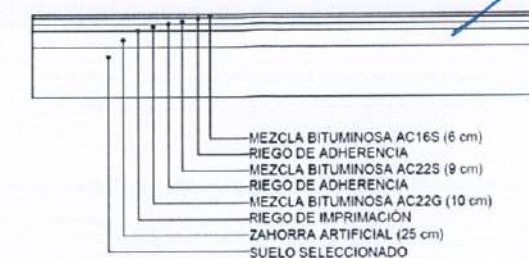 MEZCLA BITUMINOSA AC16S (6 cm)
RIEGO DE ADHERENCIA
MEZCLA BITUMINOSA AC22S (9 cm)
RIEGO DE ADHERENCIA
MEZCLA BITUMINOSA AC22G (10 cm)
RIEGO DE IMPRIMACIÓN
ZAHORRA ARTIFICIAL (25 cm)
SUELO SELECCIONADO